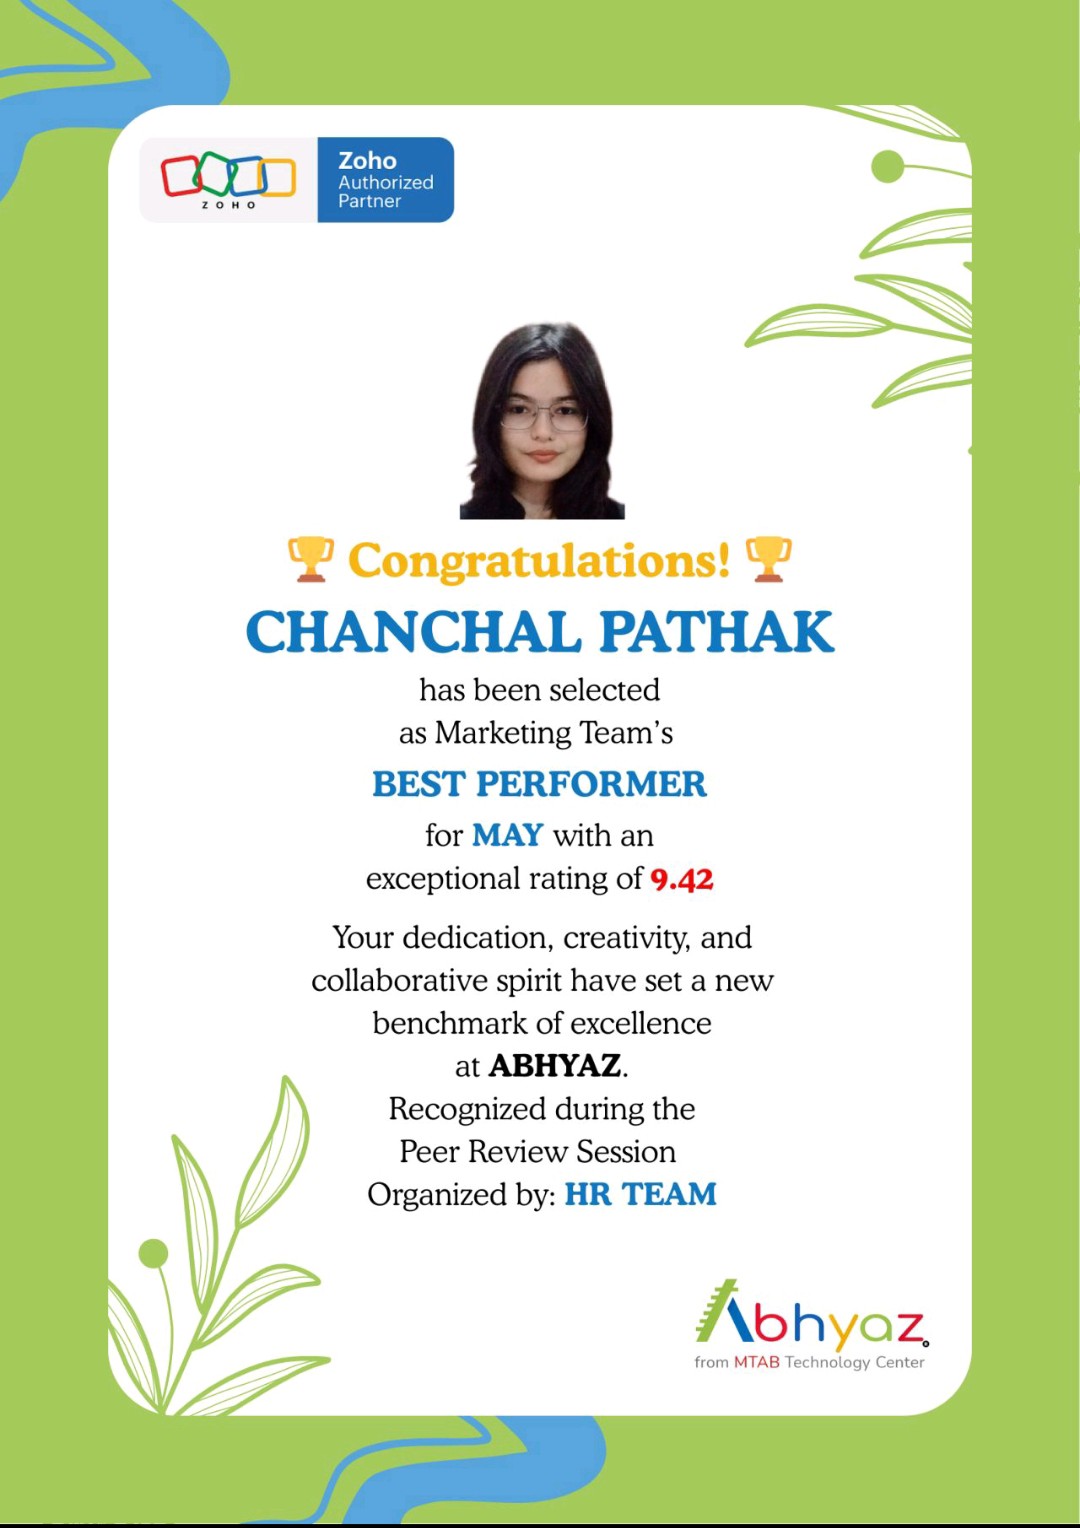 ZOHO
Zoho
Authorized
Partner
Congratulations!
CHANCHAL PATHAK
has been selected
as Marketing Team's
BEST PERFORMER
for MAY with an
exceptional rating of 9.42
Your dedication, creativity, and
collaborative spirit have set a new
benchmark of excellence
at ABHYAZ.
Recognized during the
Peer Review Session
Organized by: HR TEAM
Abhyaz
from MTAB Technology Center